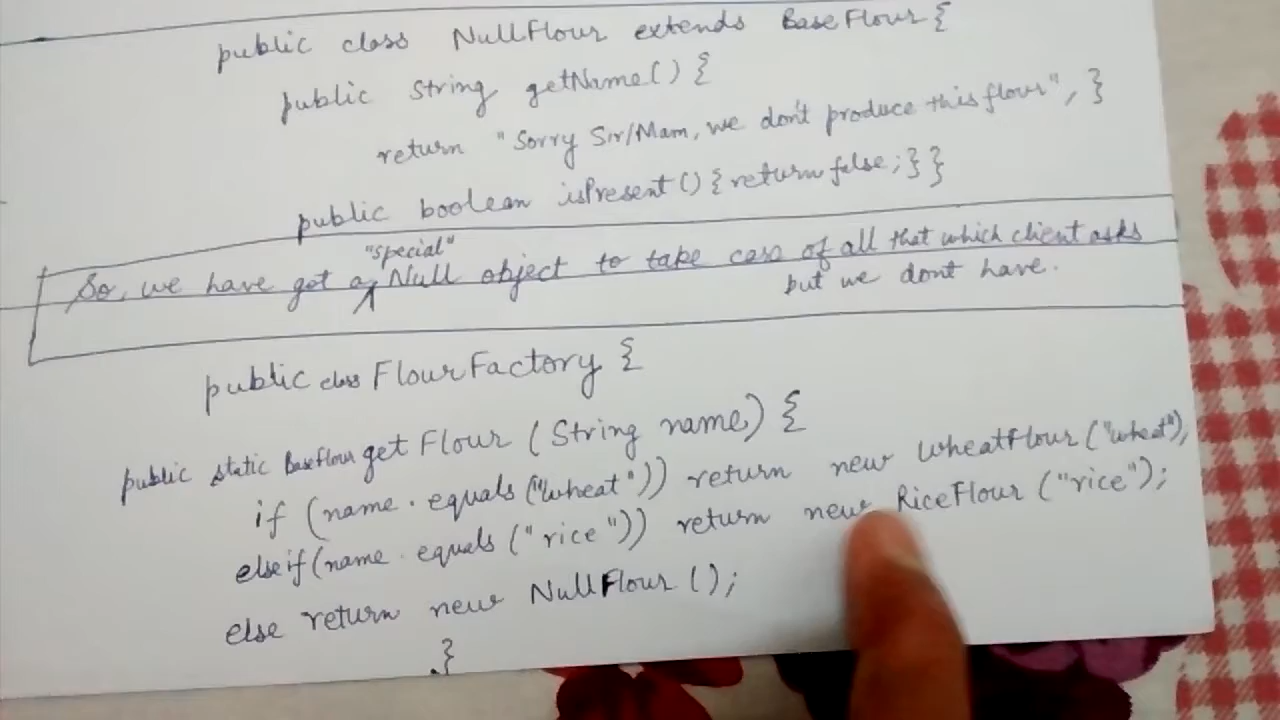 public class NullFlour extends BaseFlour {
public String getName() {
return "Sorry Sir/Mam, we don't produce this flour", }
public boolean isPresent() { return false; } }
"special"
So, we have got a Null object to take care of all that which client asks
but we dont have.
public class FlourFactory {
public static BaseFlour getFlour (String name) {
if (name.equals("wheat")) return new WheatFlour ("wheat"),
elseif (name.equals ("rice")) return new RiceFlour ("rice");
else return new NullFlour ();
}